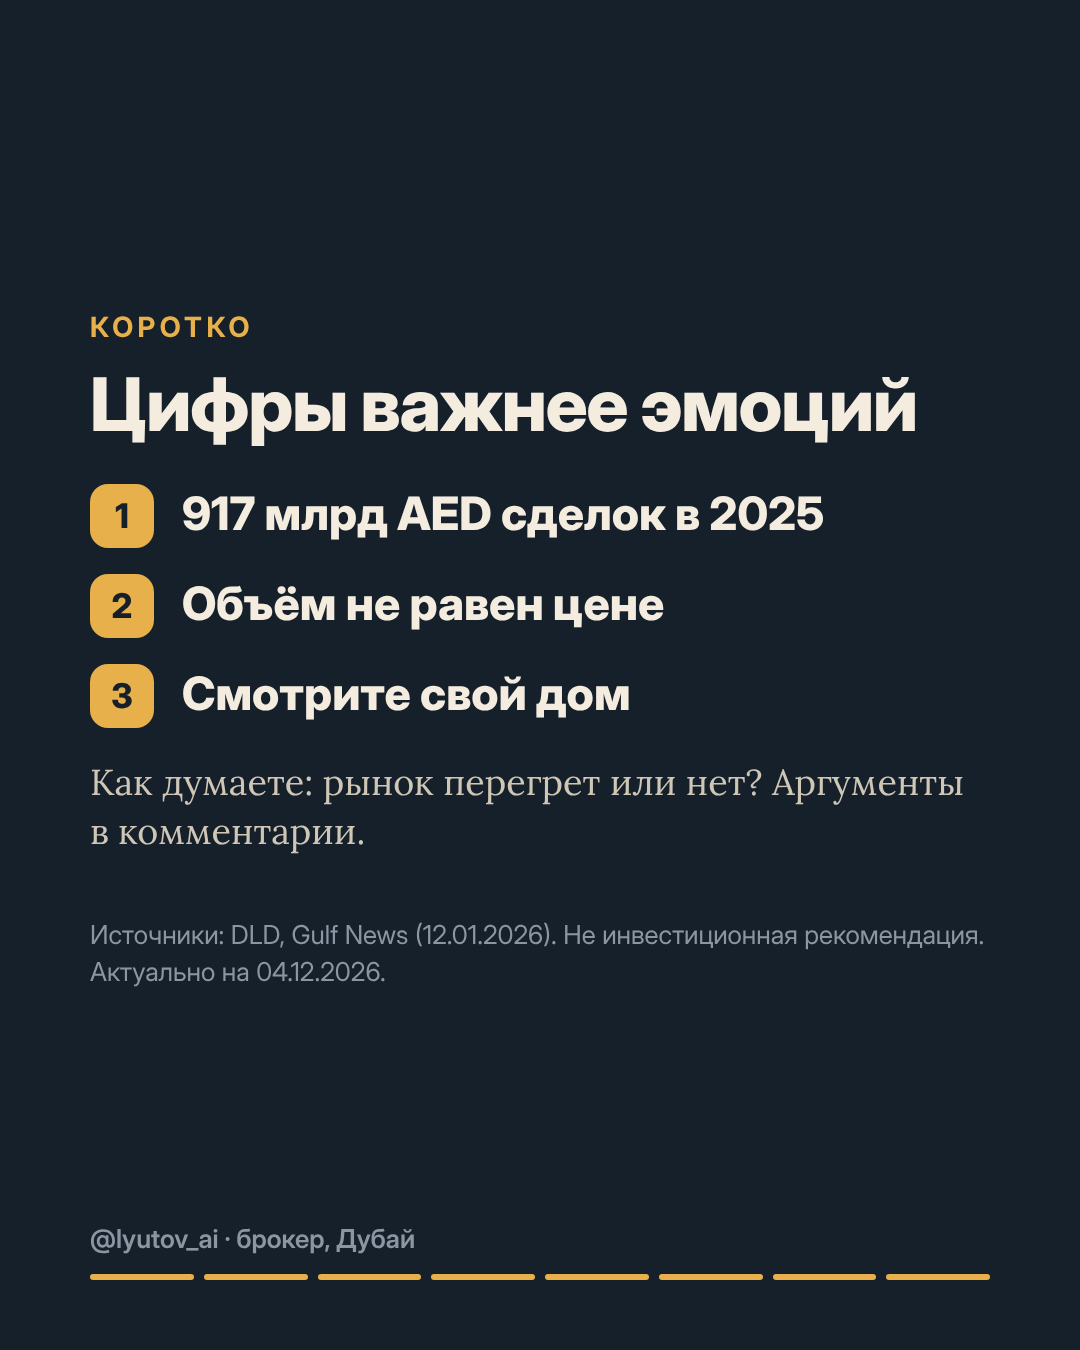 КОРОТКО
Цифры важнее эмоций
1 917 млрд AED сделок в 2025
2 Объём не равен цене
3 Смотрите свой дом
Как думаете: рынок перегрет или нет? Аргументы
в комментарии.
Источники: DLD, Gulf News (12.01.2026). Не инвестиционная рекомендация.
Актуально на 04.12.2026.
@lyutov_ai · брокер, Дубай